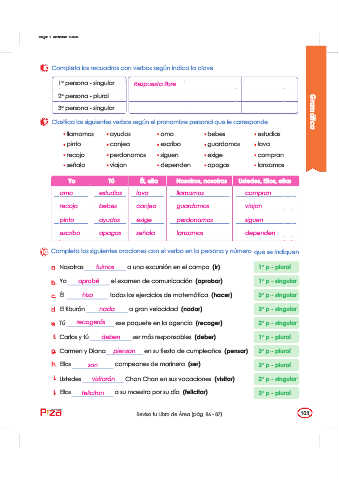 Completa los recuadros con verbos según indica la clave.
1ª persona - singular
Respuesta libre
2ª persona - plural
3ª persona - singular
Clasifica los siguientes verbos según el pronombre personal que le corresponde.
• llamamos • ayudas • amo • bebes • estudias
• pinto • canjea • escribo • guardamos • lava
• recojo • perdonamos • siguen • exige • compran
• señala • viajan • dependen • apagas • lanzamos
Yo Tú Él, ella Nosotros, nosotras Ustedes, Ellos, ellas
amo estudias lava llamamos compran
recojo bebes canjea guardamos viajan
pinto ayudas exige perdonamos siguen
escribo apagas señala lanzamos dependen
Completa las siguientes oraciones con el verbo en la persona y número que se indiquen
a. Nosotras fuimos a una excursión en el campo. (ir) 1ª p - plural
b. Yo aprobé el examen de comunicación. (aprobar) 1ª p - singular
c. Él hizo todos los ejercicios de matemática. (hacer) 3ª p - singular
d. El tiburón nada a gran velocidad. (nadar) 3ª p - singular
e. Tú recogerás ese paquete en la agencia. (recoger) 2ª p - singular
f. Carlos y tú deben ser más responsables. (deber)
g. Carmen y Diana piensan en su fiesta de cumpleaños. (pensar) 3ª p - plural
h. Ellos son campeones de marinera. (ser) 3ª p - plural
i. Ustedes visitarán Chan Chan en sus vacaciones. (visitar)
Ellos felicitan a su maestra por su día. (felicitar) 3ª p - plural
Revisa tu Libro de Área (pág. 84 - 87)
Gramática